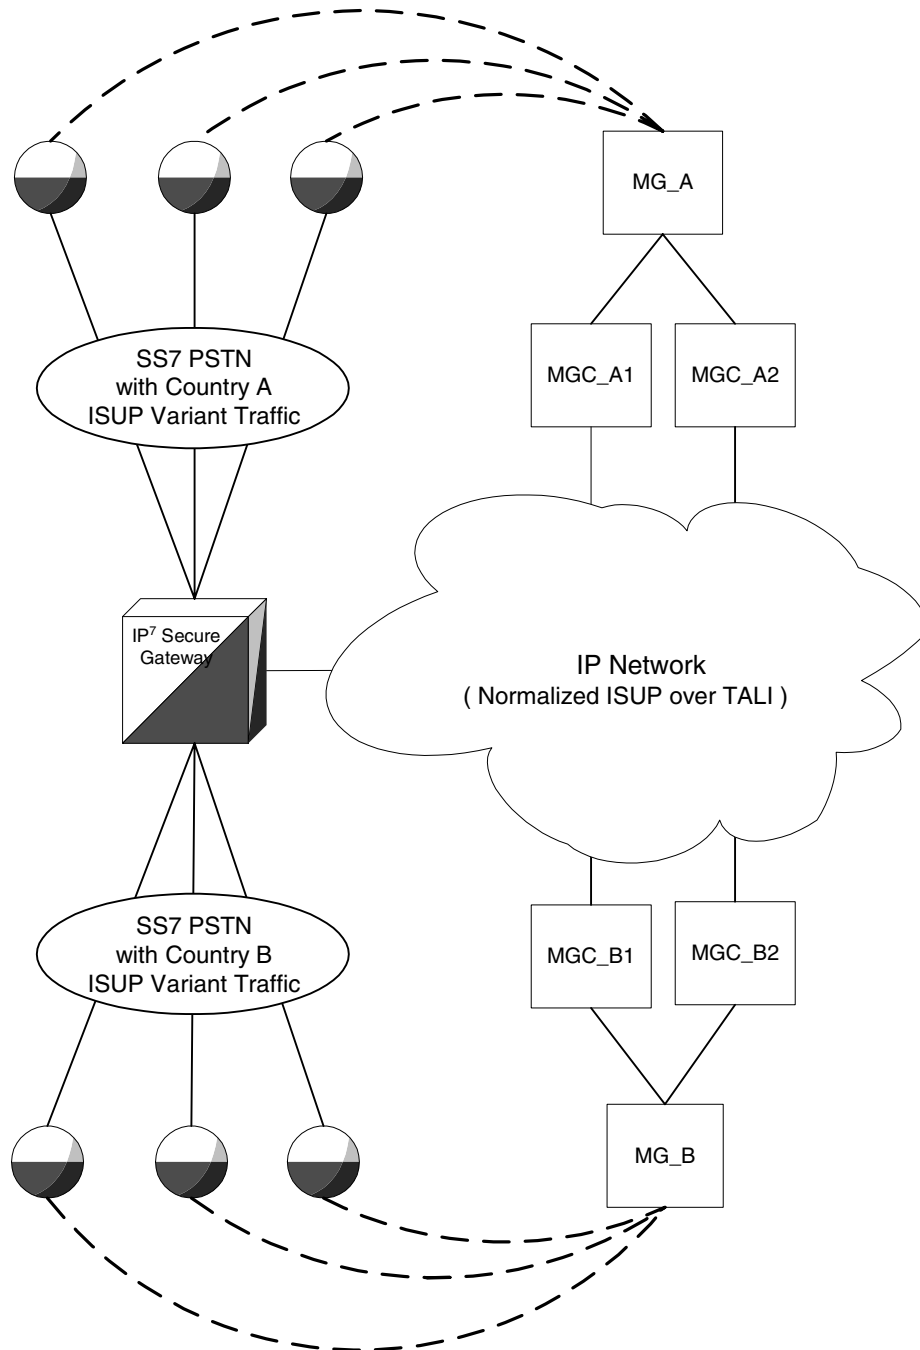 MG_A
MGC_A1
MGC_A2
SS7 PSTN
with Country A
ISUP Variant Traffic
IP⁷ Secure
Gateway
IP Network
( Normalized ISUP over TALI )
SS7 PSTN
with Country B
ISUP Variant Traffic
MGC_B1
MGC_B2
MG_B